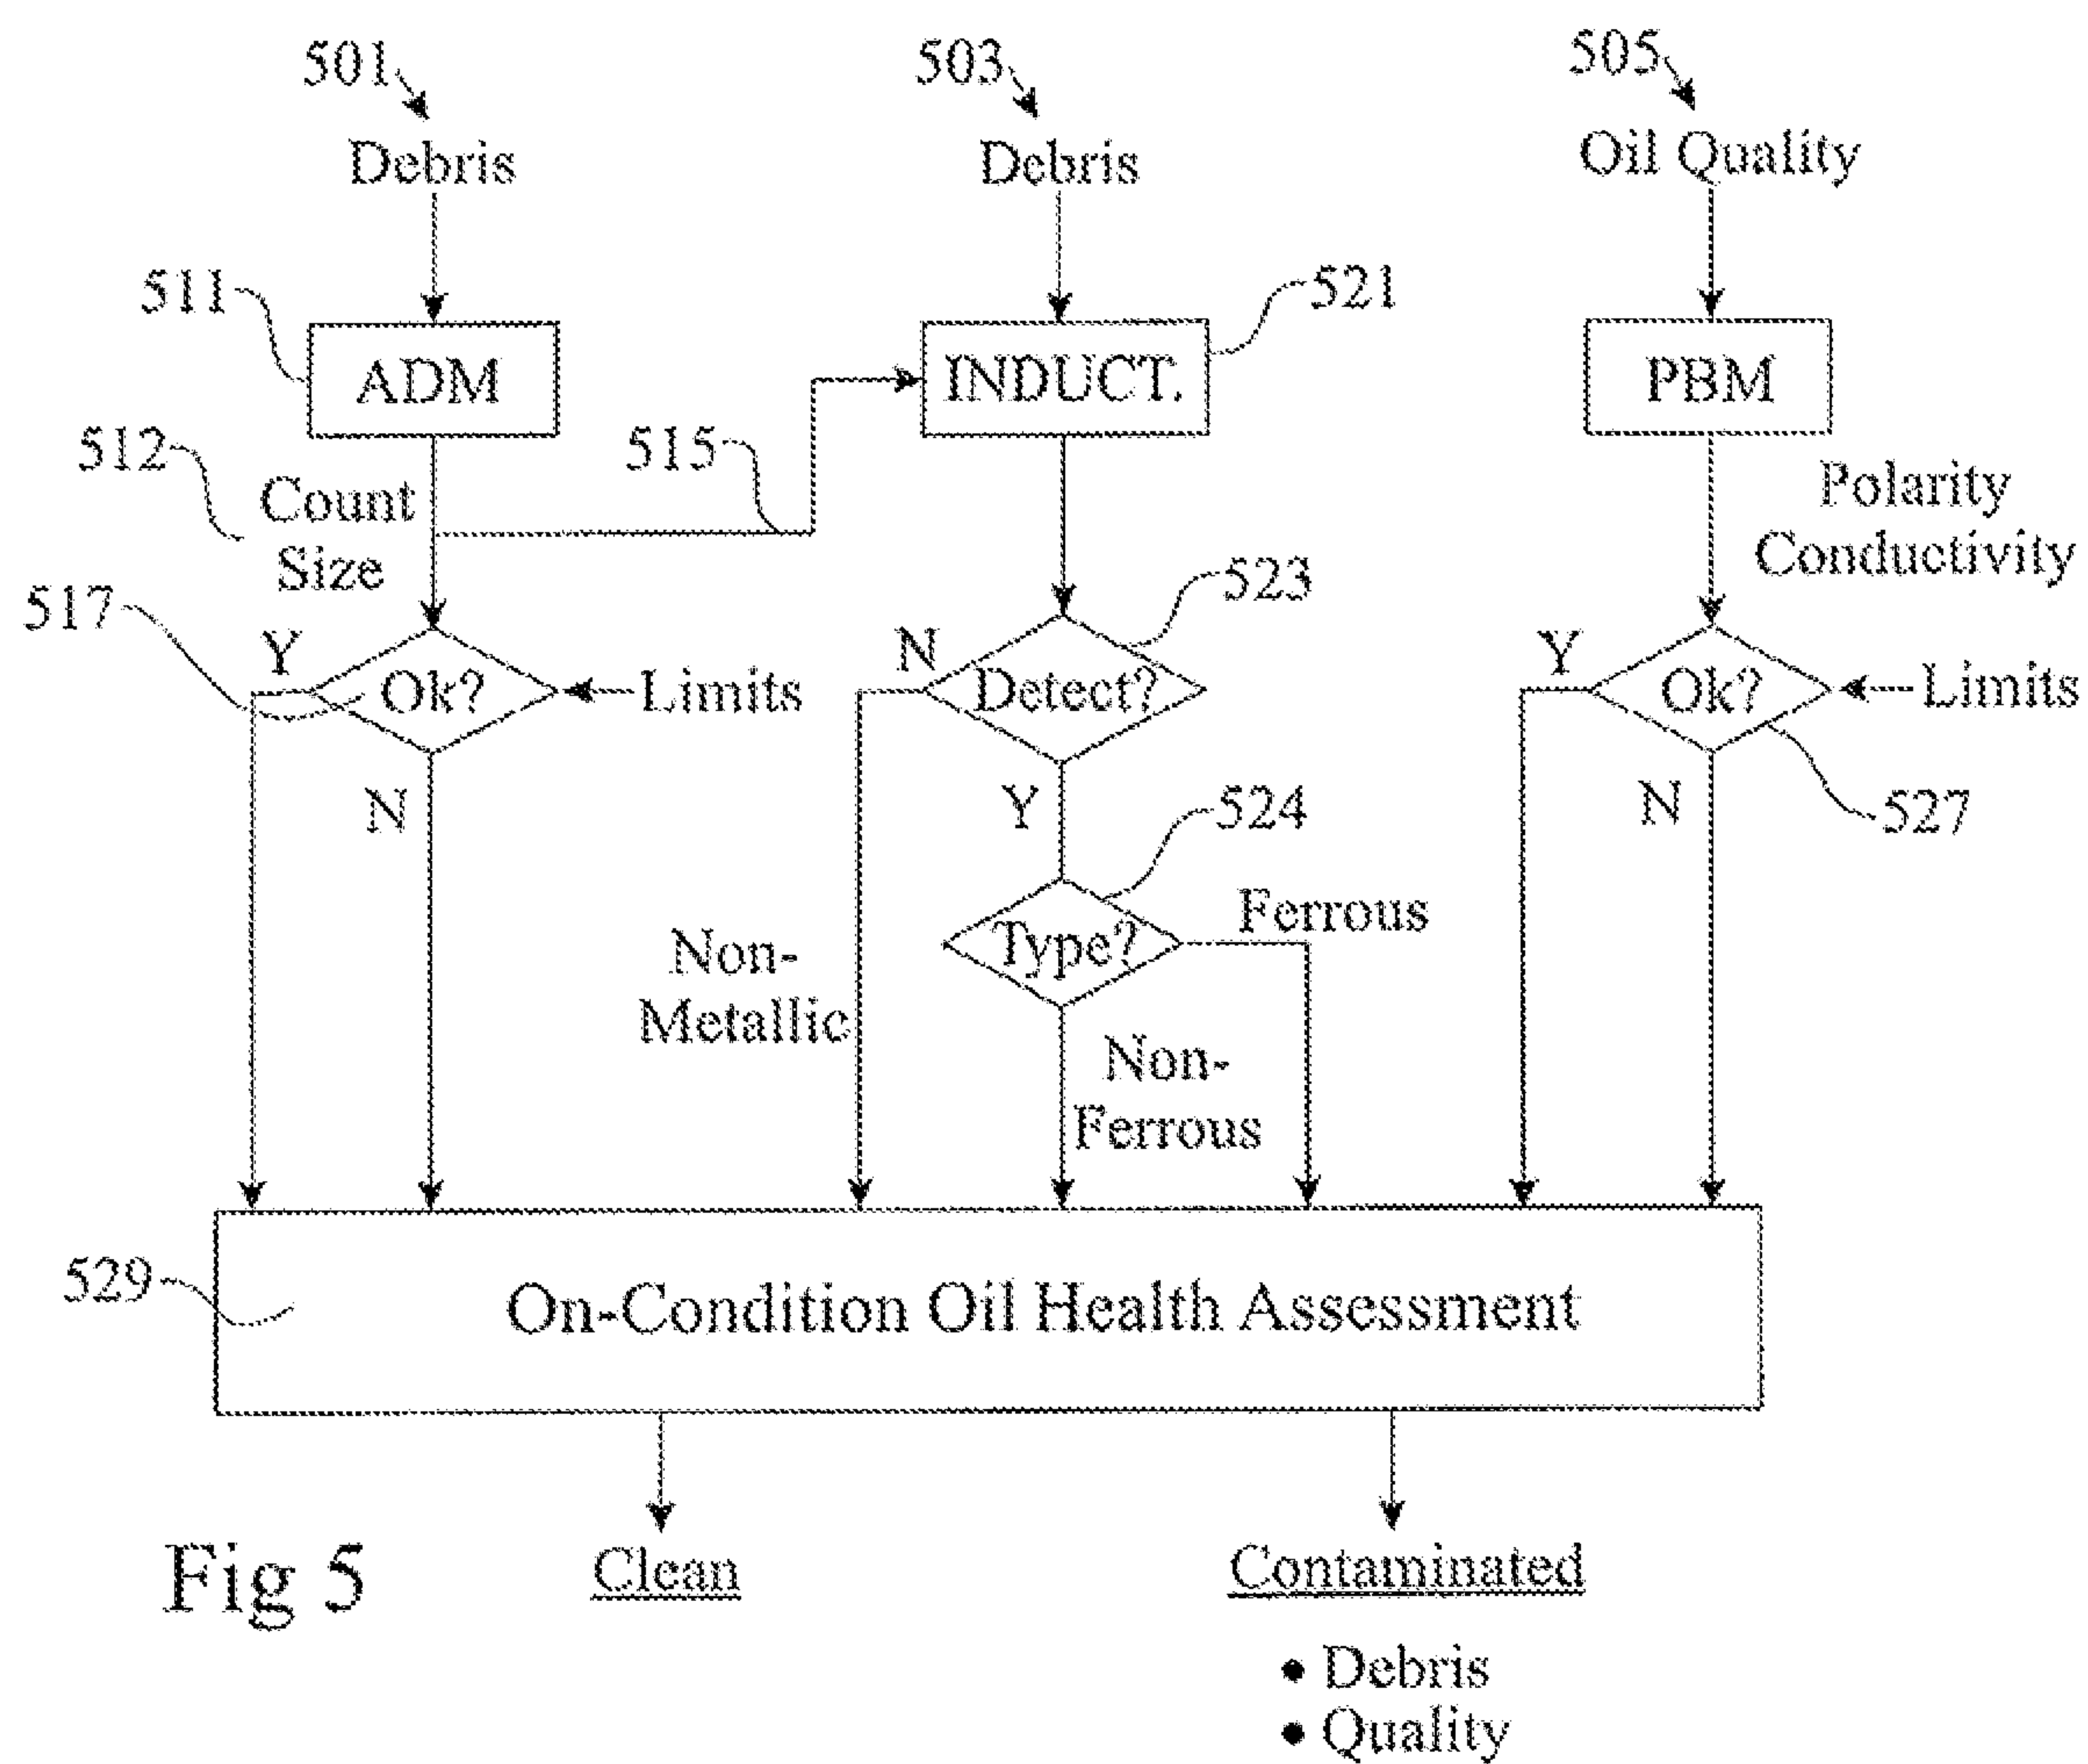 501
503
505
Debris
Debris
Oil Quality
511
521
ADM
INDUCT.
PBM
512
515
Count
Size
Polarity
Conductivity
517
523
Y
Ok?
Limits
N
N
Detect?
Y
Y
Ok?
Limits
N
527
524
Type?
Ferrous
Non-
Metallic
Non-
Ferrous
529
On-Condition Oil Health Assessment
Fig 5
Clean
Contaminated
• Debris
• Quality